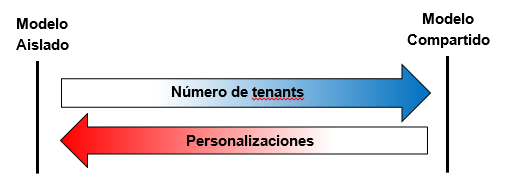 Modelo
Aislado
Modelo
Compartido
Número de tenants
Personalizaciones